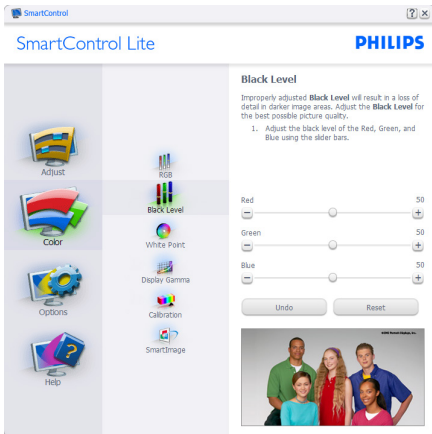 SmartControl
SmartControl Lite
PHILIPS
Adjust
Color
Options
Help
RGB
Black Level
White Point
Display Gamma
Calibration
SmartImage
Black Level
Improperly adjusted Black Level will result in a loss of
detail in darker image areas. Adjust the Black Level for
the best possible picture quality.
1. Adjust the black level of the Red, Green, and
Blue using the slider bars.
Red 50
Green 50
Blue 50
Undo Reset